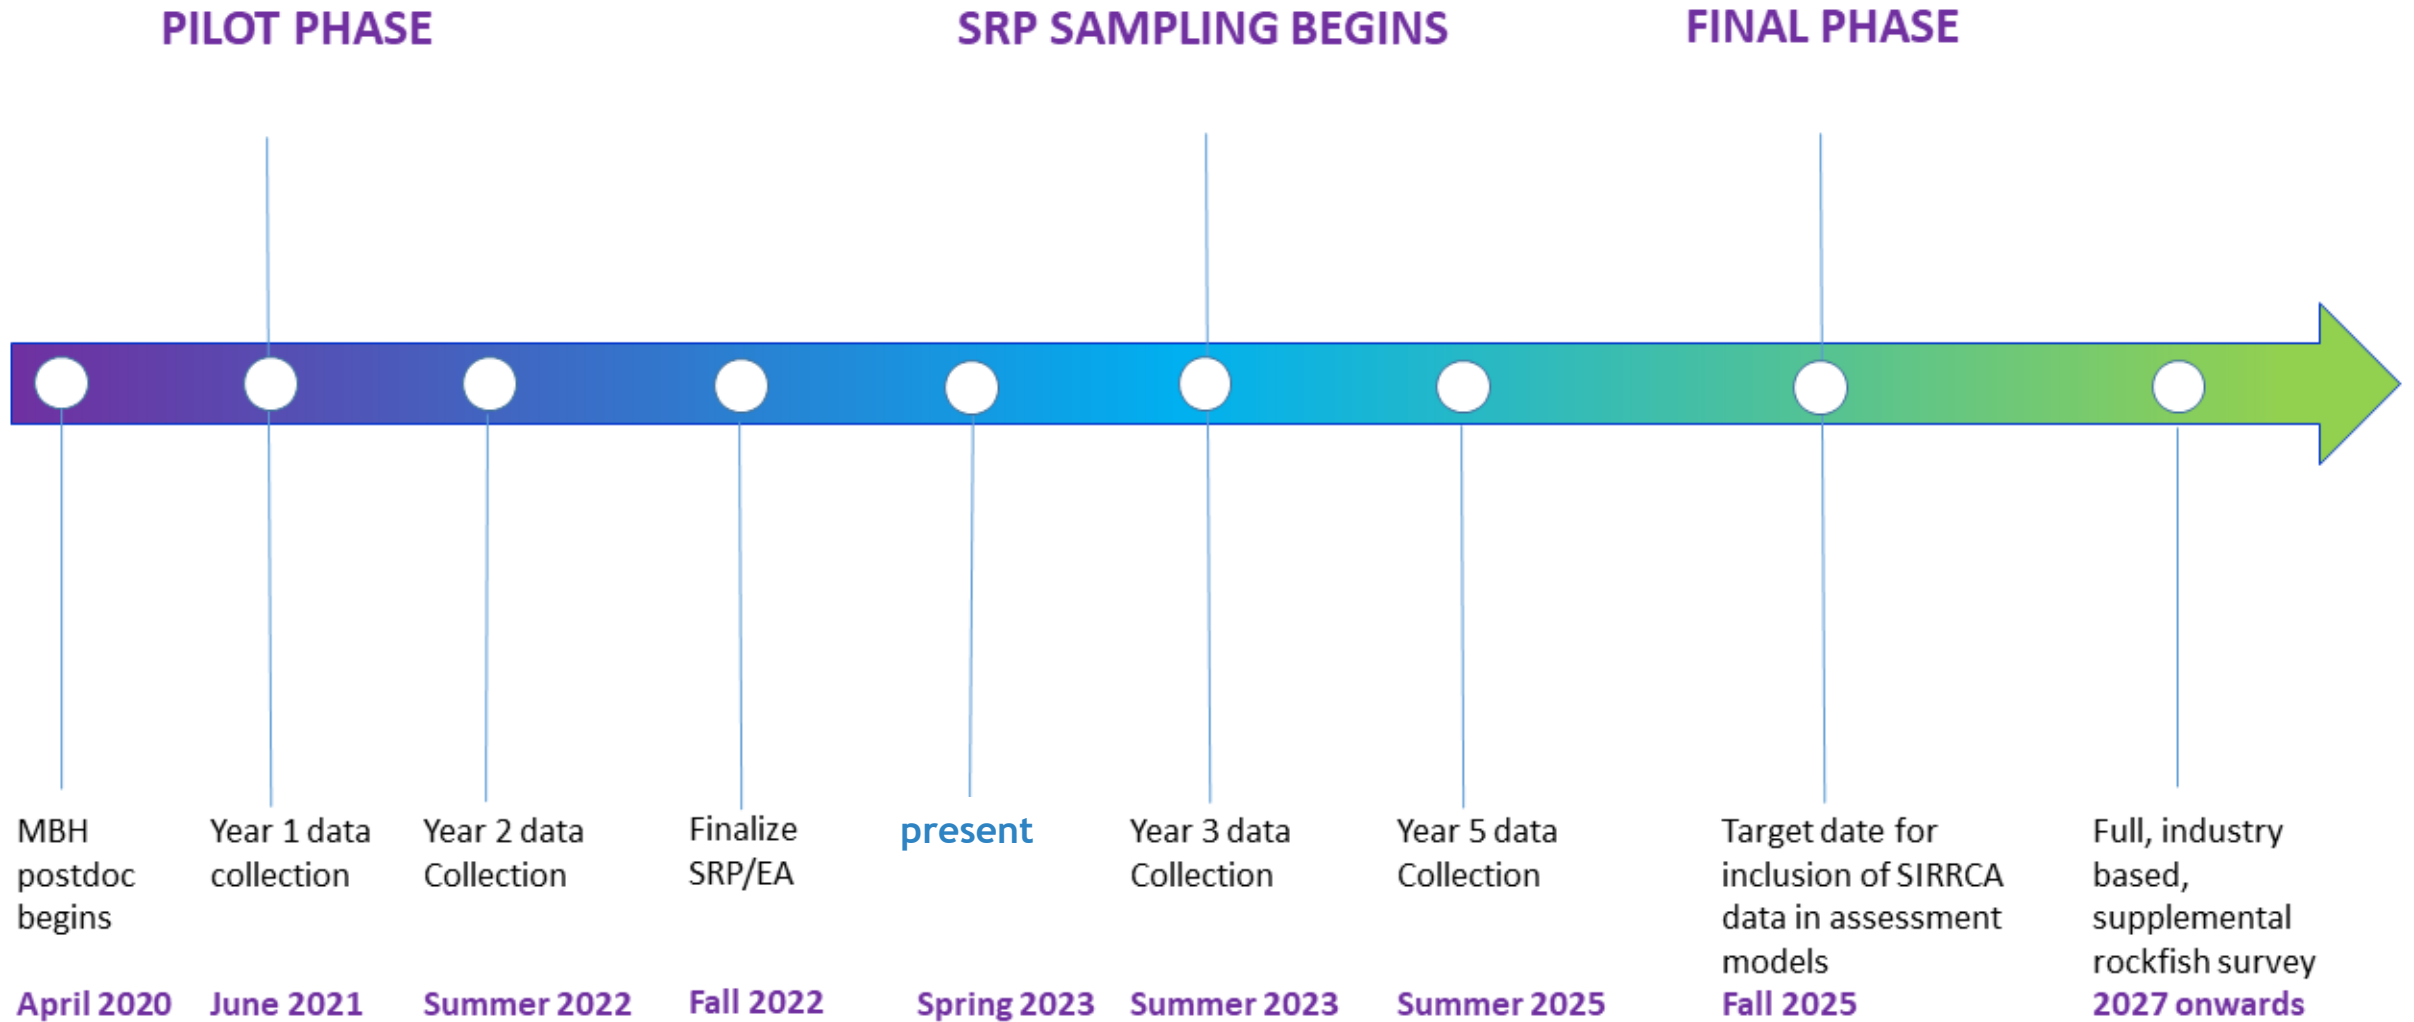 PILOT PHASE
SRP SAMPLING BEGINS
FINAL PHASE
MBH
postdoc
begins
April 2020
Year 1 data
collection
June 2021
Year 2 data
Collection
Summer 2022
Finalize
SRP/EA
Fall 2022
present
Spring 2023
Year 3 data
Collection
Summer 2023
Year 5 data
Collection
Summer 2025
Target date for
inclusion of SIRRCA
data in assessment
models
Fall 2025
Full, industry
based,
supplemental
rockfish survey
2027 onwards